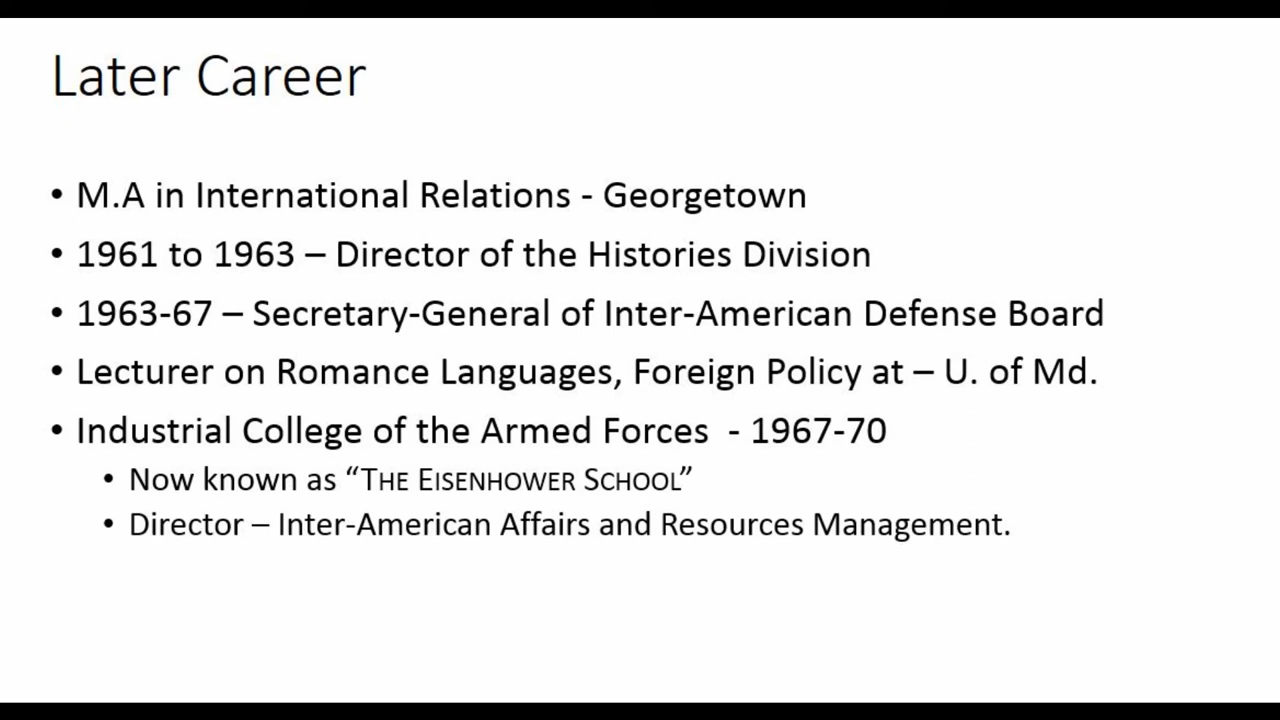 Later Career
• M.A in International Relations - Georgetown
• 1961 to 1963 – Director of the Histories Division
• 1963-67 – Secretary-General of Inter-American Defense Board
• Lecturer on Romance Languages, Foreign Policy at – U. of Md.
• Industrial College of the Armed Forces  - 1967-70
• Now known as “THE EISENHOWER SCHOOL”
• Director – Inter-American Affairs and Resources Management.